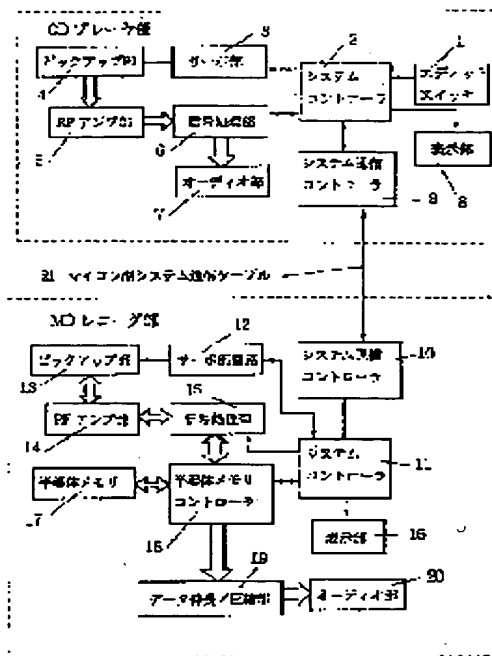 CDプレーヤ部
3
2
1
ピックアップ部
サーボ部
システム
コントローラ
エディット
スイッチ
4
RFアンプ部
信号処理部
表示部
5
6
オーディオ部
システム通信
コントローラ
8
7
9
21 マイコン間システム通信ケーブル
MDレコーダ部
12
10
ピックアップ部
サーボ回路
システム通信
コントローラ
13
15
RFアンプ部
信号処理部
14
システム
コントローラ
11
半導体メモリ
半導体メモリ
コントローラ
17
表示部
16
19
20
データ伸長/圧縮部
オーディオ部